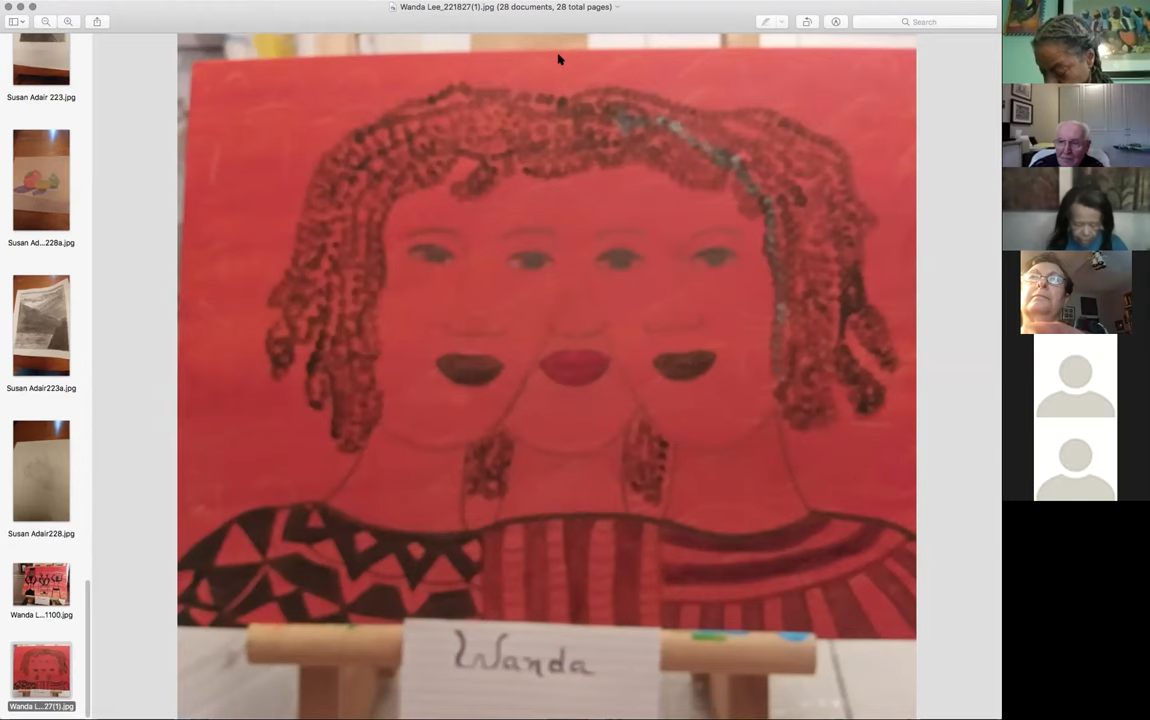 Wanda Lee_221827(1).jpg (28 documents, 28 total pages)
Search
Susan Adair 223.jpg
Susan Ad...228a.jpg
Susan Adair223a.jpg
Susan Adair228.jpg
Wanda L...1100.jpg
Wanda L...27(1).jpg
Wanda